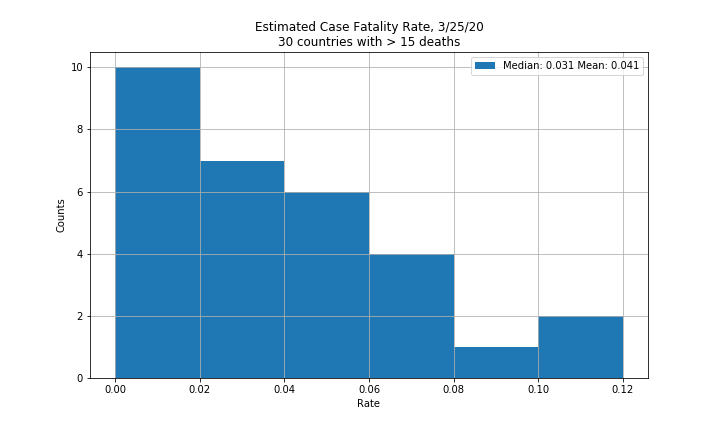 Estimated Case Fatality Rate, 3/25/20
30 countries with > 15 deaths
Median: 0.031 Mean: 0.041
10
8
6
4
2
0
Counts
0.00 0.02 0.04 0.06 0.08 0.10 0.12
Rate